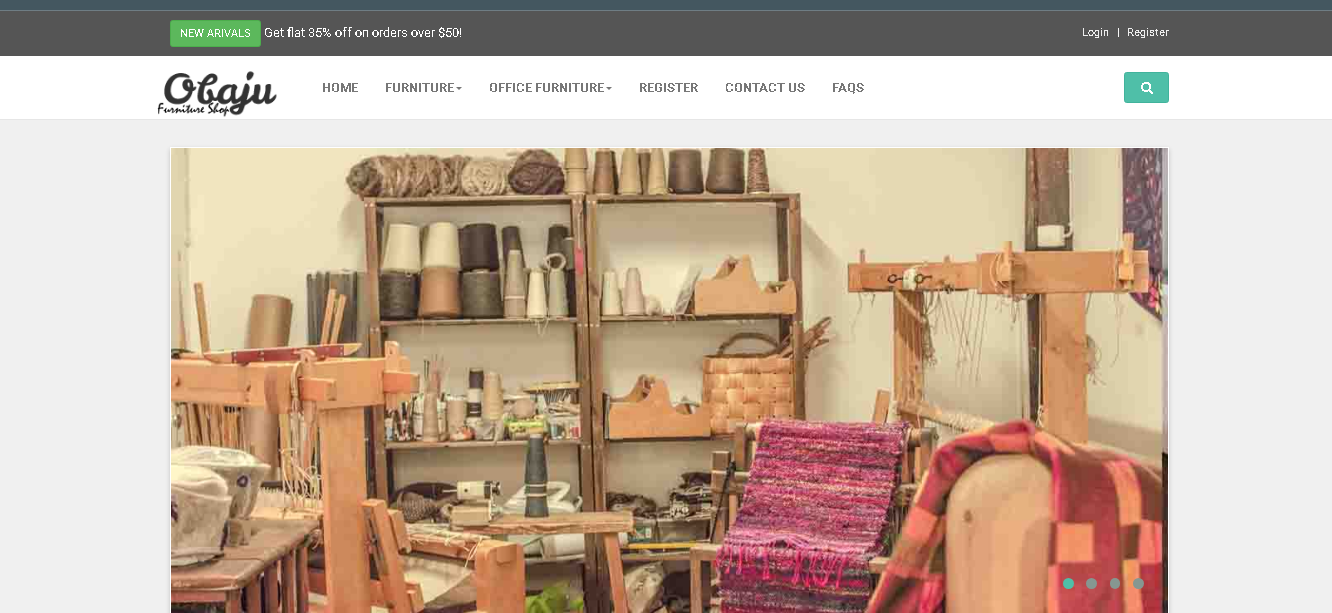 NEW ARIVALS Get flat 35% off on orders over $50!
Login | Register
Obaju
Furniture Shop
HOME FURNITURE OFFICE FURNITURE REGISTER CONTACT US FAQS